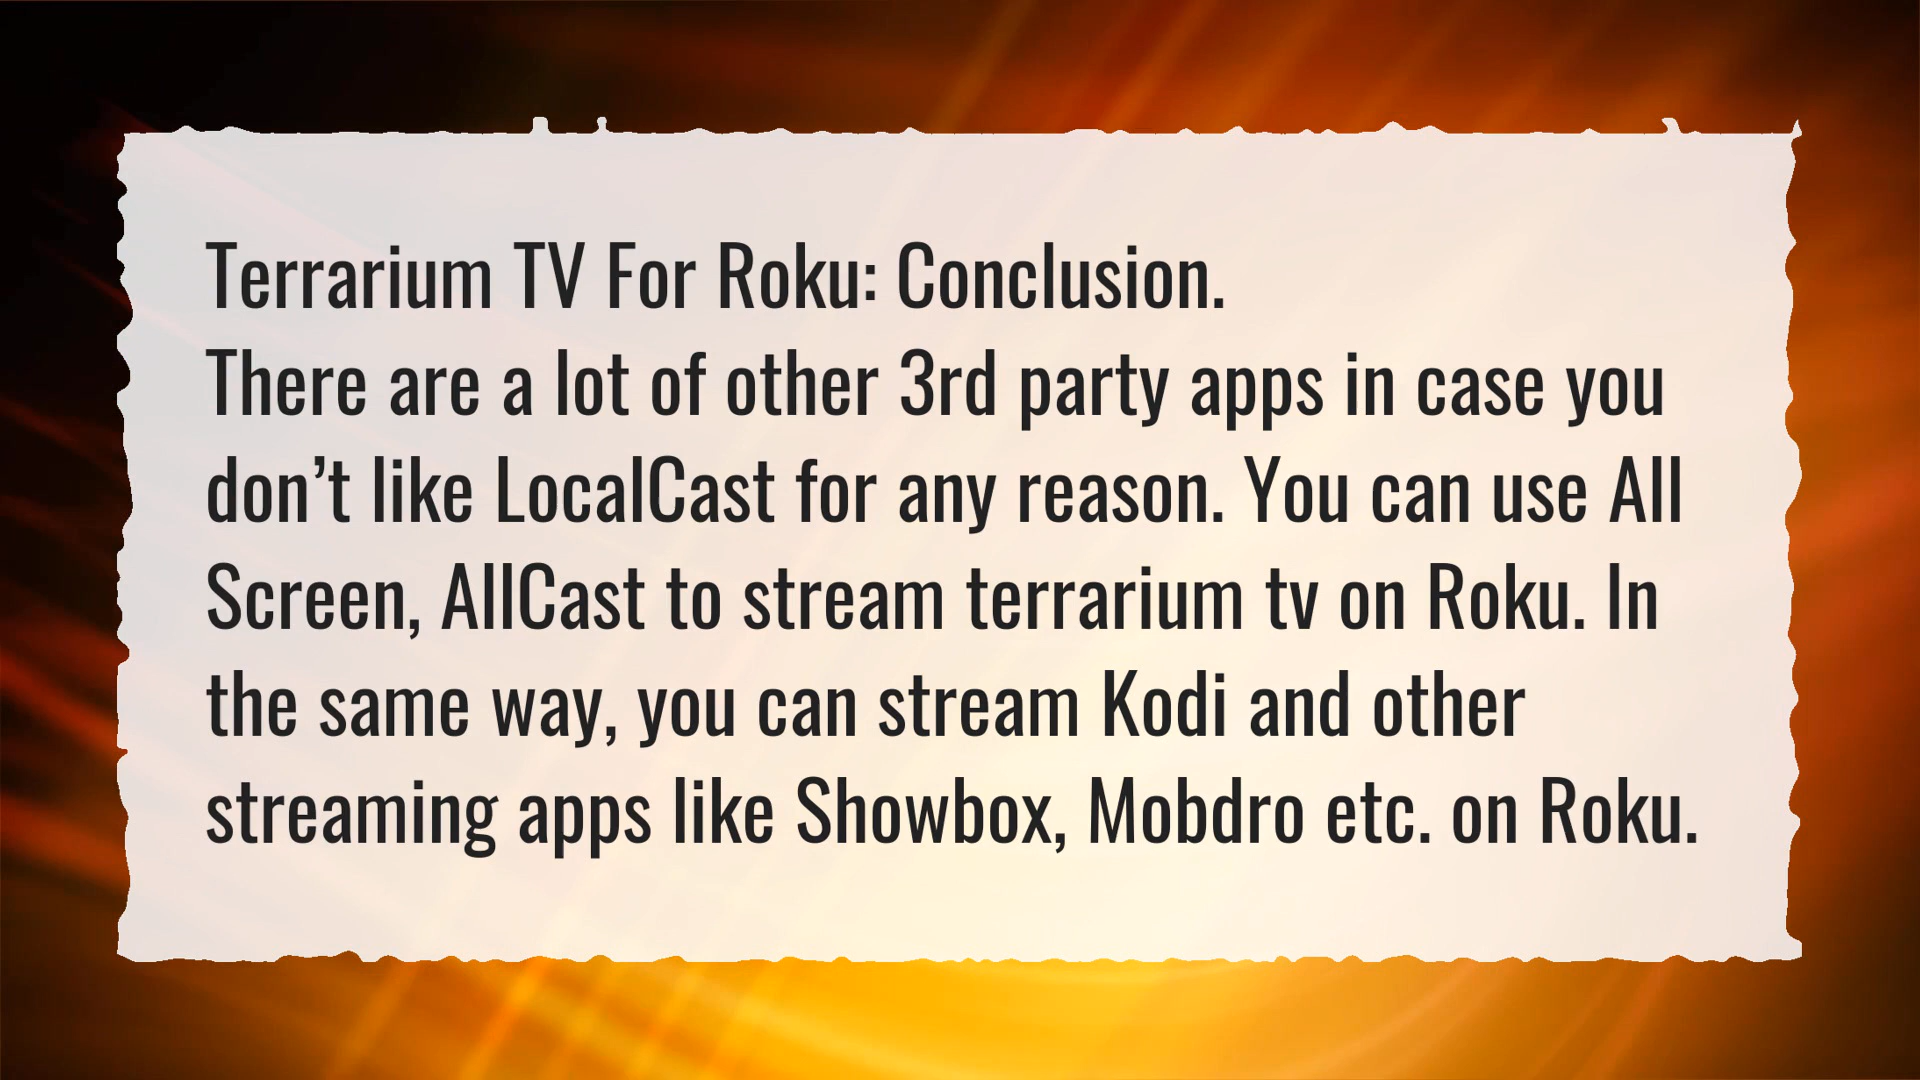 Terrarium TV For Roku: Conclusion.
There are a lot of other 3rd party apps in case you
don’t like LocalCast for any reason. You can use All
Screen, AllCast to stream terrarium tv on Roku. In
the same way, you can stream Kodi and other
streaming apps like Showbox, Mobdro etc. on Roku.